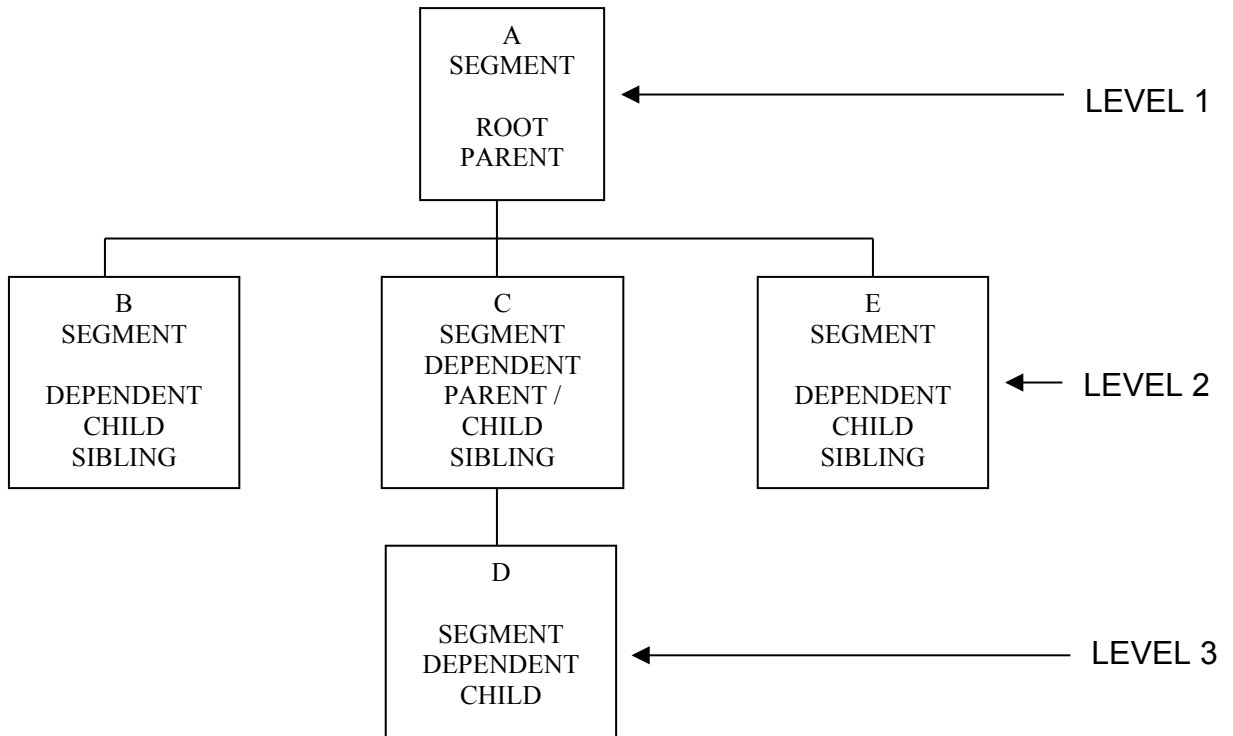 A
SEGMENT
ROOT
PARENT
LEVEL 1
B
SEGMENT
DEPENDENT
CHILD
SIBLING
C
SEGMENT
DEPENDENT
PARENT /
CHILD
SIBLING
E
SEGMENT
DEPENDENT
CHILD
SIBLING
LEVEL 2
D
SEGMENT
DEPENDENT
CHILD
LEVEL 3